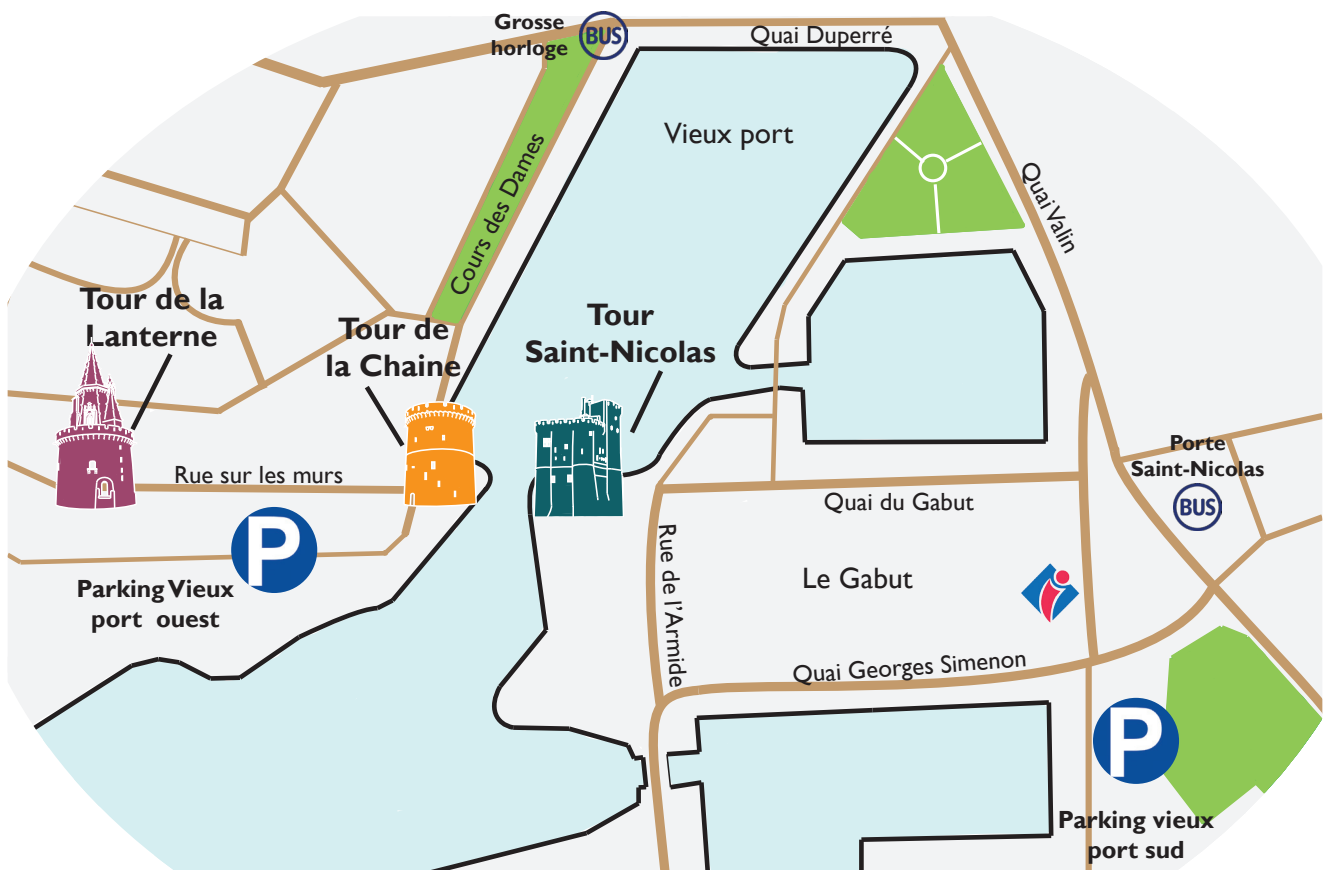 Grosse
horloge
BUS
Quai Duperré
Vieux port
Cours des Dames
Quai Valin
Tour de la
Lanterne
Tour de
la Chaine
Tour
Saint-Nicolas
Porte
Saint-Nicolas
BUS
Rue sur les murs
Quai du Gabut
P
Parking Vieux
port ouest
Rue de l'Armide
Le Gabut
Quai Georges Simenon
P
Parking vieux
port sud